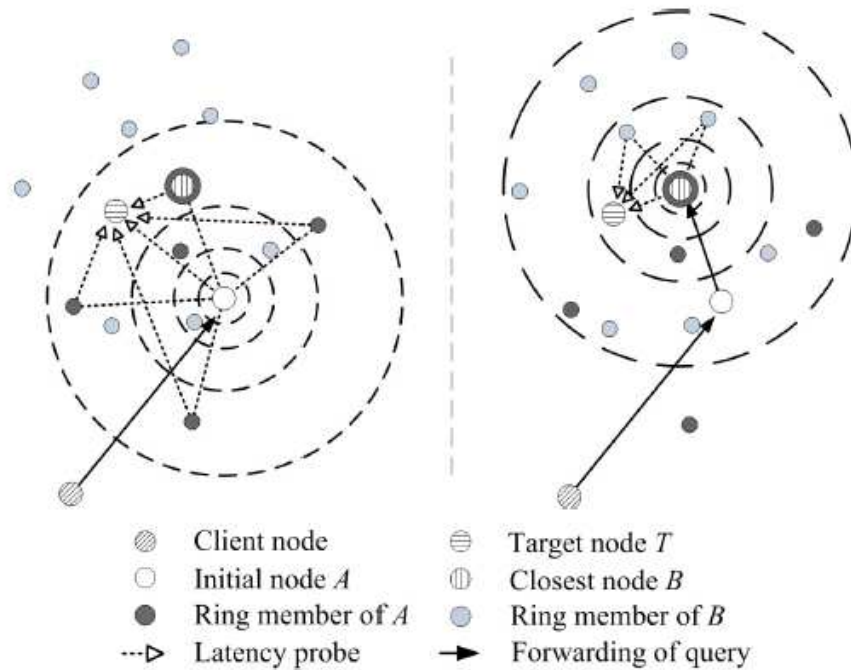 Client node Target node T
Initial node A Closest node B
Ring member of A Ring member of B
Latency probe Forwarding of query